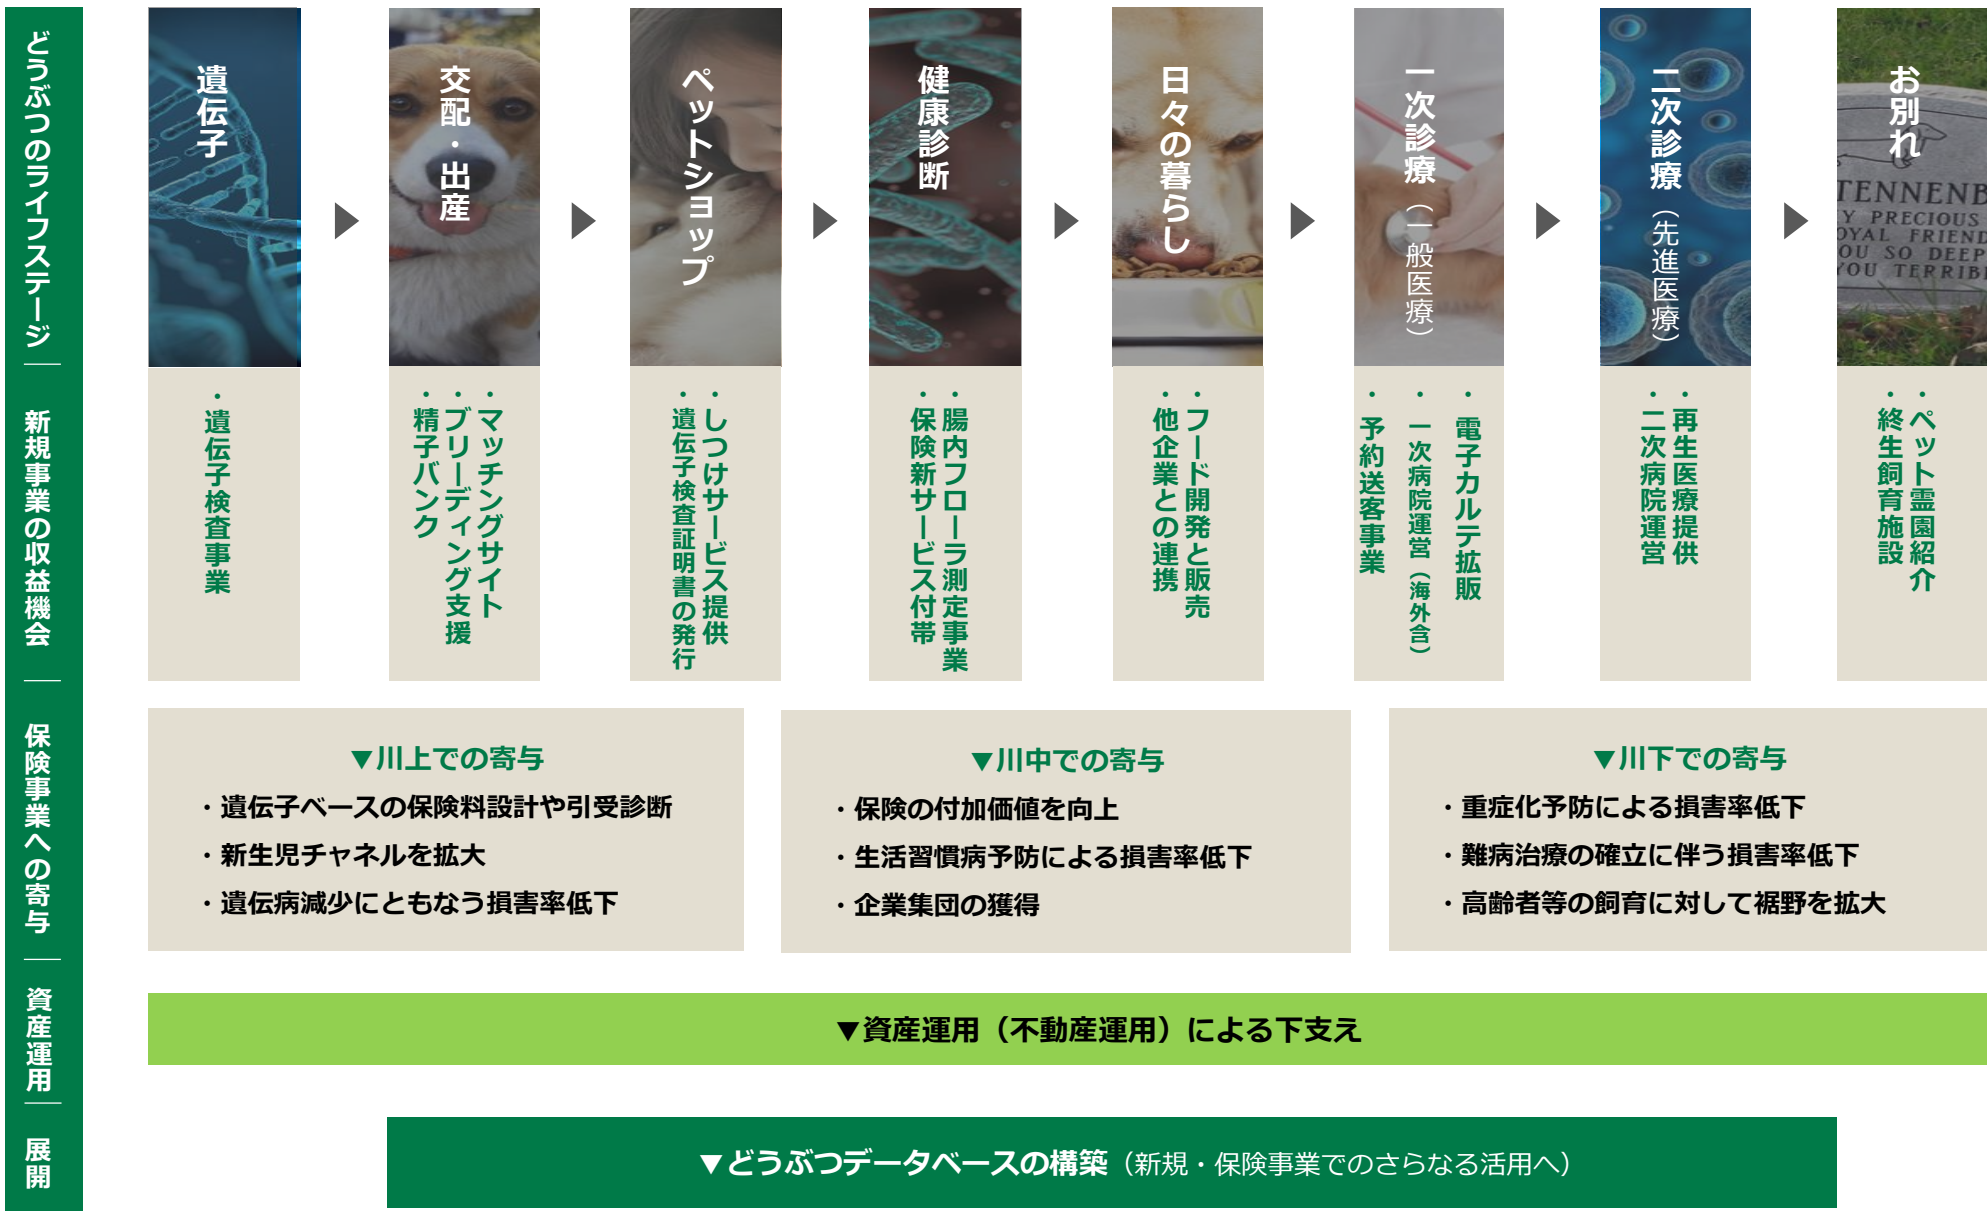 どうぶつのライフステージ
遺伝子
交配・出産
ペットショップ
健康診断
日々の暮らし
一次診療（一般医療）
二次診療（先進医療）
お別れ
TENNENB
Y PRECIOUS
OYAL FRIEND
OU SO DEEP
YOU TERRIB
新規事業の収益機会
・遺伝子検査事業
・マッチングサイト
・ブリーディング支援
・精子バンク
・しつけサービス提供
・遺伝子検査証明書の発行
・腸内フローラ測定事業
・保険新サービス付帯
・フード開発と販売
・他企業との連携
・電子カルテ拡販
・一次病院運営（海外含）
・予約送客事業
・再生医療提供
・二次病院運営
・ペット霊園紹介
・終生飼育施設
保険事業への寄与
▼川上での寄与
・遺伝子ベースの保険料設計や引受診断
・新生児チャネルを拡大
・遺伝病減少にともなう損害率低下
▼川中での寄与
・保険の付加価値を向上
・生活習慣病予防による損害率低下
・企業集団の獲得
▼川下での寄与
・重症化予防による損害率低下
・難病治療の確立に伴う損害率低下
・高齢者等の飼育に対して裾野を拡大
資産運用
▼資産運用（不動産運用）による下支え
展開
▼どうぶつデータベースの構築（新規・保険事業でのさらなる活用へ）